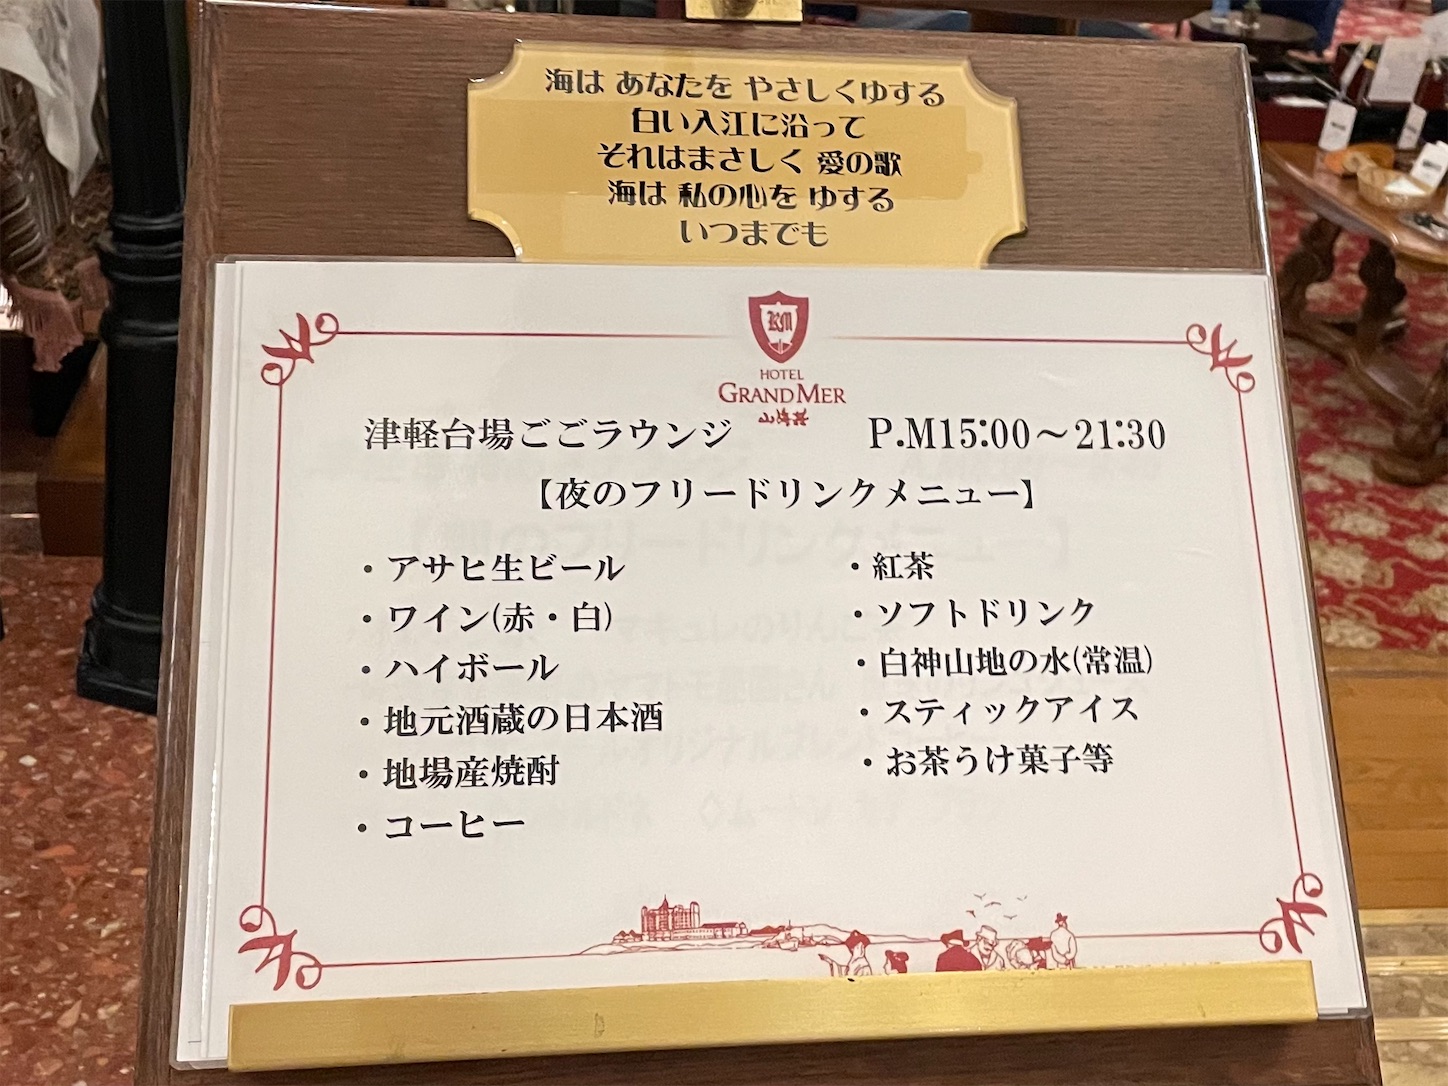 海は あなたを やさしくゆする
白い入江に沿って
それはまさしく 愛の歌
海は 私の心を ゆする
いつまでも
HOTEL
GRANDMER
山海荘
津軽台場ごごラウンジ P.M15:00～21:30
【夜のフリードリンクメニュー】
・アサヒ生ビール
・ワイン(赤・白)
・ハイボール
・地元酒蔵の日本酒
・地場産焼酎
・コーヒー
・紅茶
・ソフトドリンク
・白神山地の水(常温)
・スティックアイス
・お茶うけ菓子等